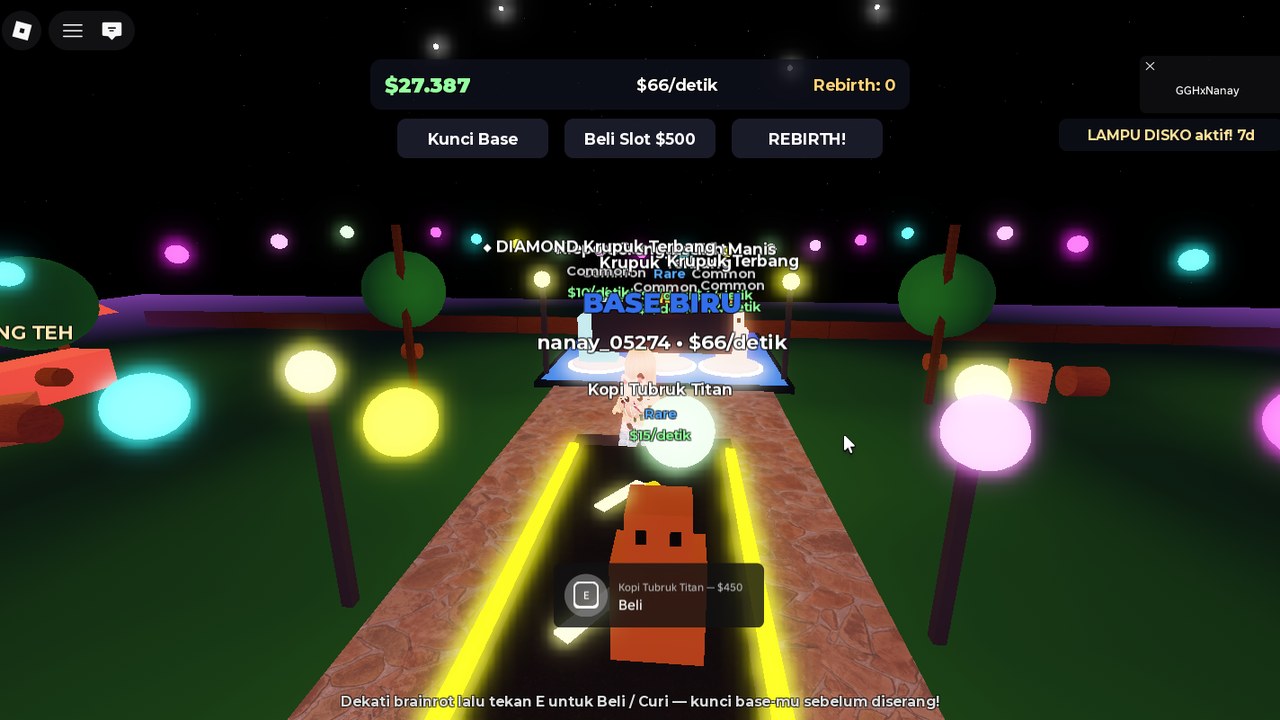 $27.387 $66/detik Rebirth: 0
GGHxNanay
Kunci Base Beli Slot $500 REBIRTH!
LAMPU DISKO aktif! 7d
DIAMOND Krupuk Terbang Manis
Krupuk Krupuk Terbang
Common Rare Common
Common Common
$10/detik
BASE BIRU
NG TEH
nanay_05274 • $66/detik
Kopi Tubruk Titan
Rare
$15/detik
E
Kopi Tubruk Titan — $450
Beli
Dekati brainrot lalu tekan E untuk Beli / Curi — kunci base-mu sebelum diserang!